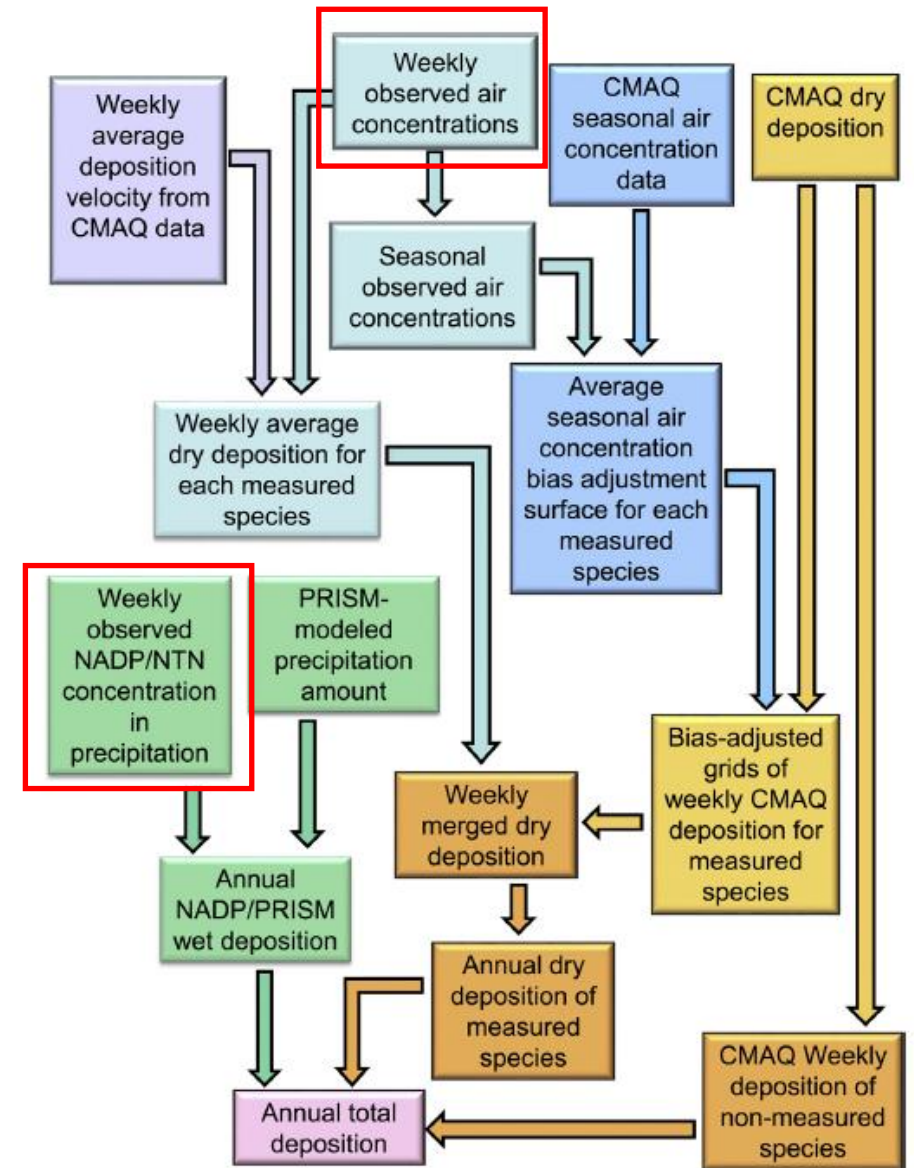 Weekly
average
deposition
velocity from
CMAQ data
Weekly
observed air
concentrations
CMAQ
seasonal air
concentration
data
CMAQ dry
deposition
Seasonal
observed air
concentrations
Weekly average
dry deposition for
each measured
species
Average
seasonal air
concentration
bias adjustment
surface for each
measured
species
Weekly
observed
NADP/NTN
concentration
in
precipitation
PRISM-
modeled
precipitation
amount
Weekly
merged dry
deposition
Bias-adjusted
grids of
weekly CMAQ
deposition for
measured
species
Annual
NADP/PRISM
wet deposition
Annual dry
deposition of
measured
species
CMAQ Weekly
deposition of
non-measured
species
Annual total
deposition